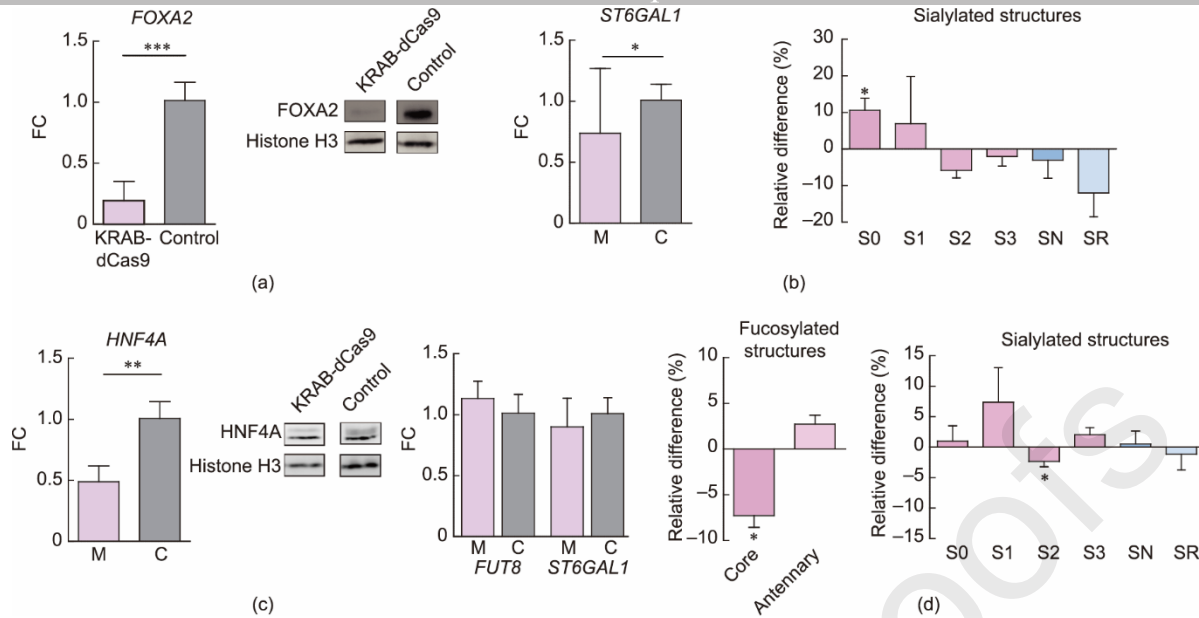 FOXA2
1.5
***
1.0
FC
0.5
0
KRAB-
dCas9
Control
KRAB-dCas9
Control
FOXA2
Histone H3
(a)
ST6GAL1
1.5
*
1.0
FC
0.5
0
M
C
Sialylated structures
30
20
*
10
0
–10
–20
Relative difference (%)
S0
S1
S2
S3
SN
SR
(b)
HNF4A
1.5
**
1.0
FC
0.5
0
M
C
KRAB-dCas9
Control
HNF4A
Histone H3
1.5
1.0
FC
0.5
0
M
C
M
C
FUT8
ST6GAL1
(c)
Fucosylated
structures
10
5
0
–5
–10
Relative difference (%)
*
Core
Antennary
Sialylated structures
15
10
5
0
–5
–10
–15
Relative difference (%)
*
S0
S1
S2
S3
SN
SR
(d)
oofs